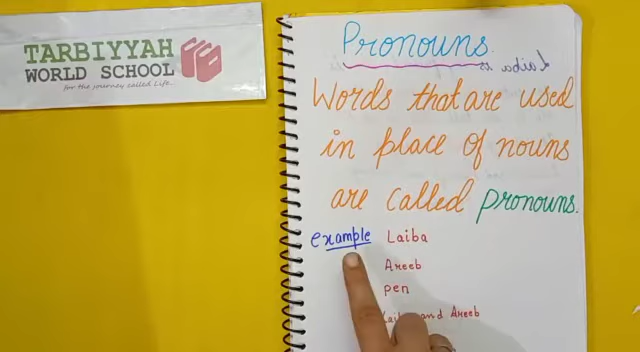 TARBIYYAH
WORLD SCHOOL
for the journey called Life..
Pronouns.
Words that are used
in place of nouns
are called pronouns.
example Laiba
Areeb
pen
and Areeb